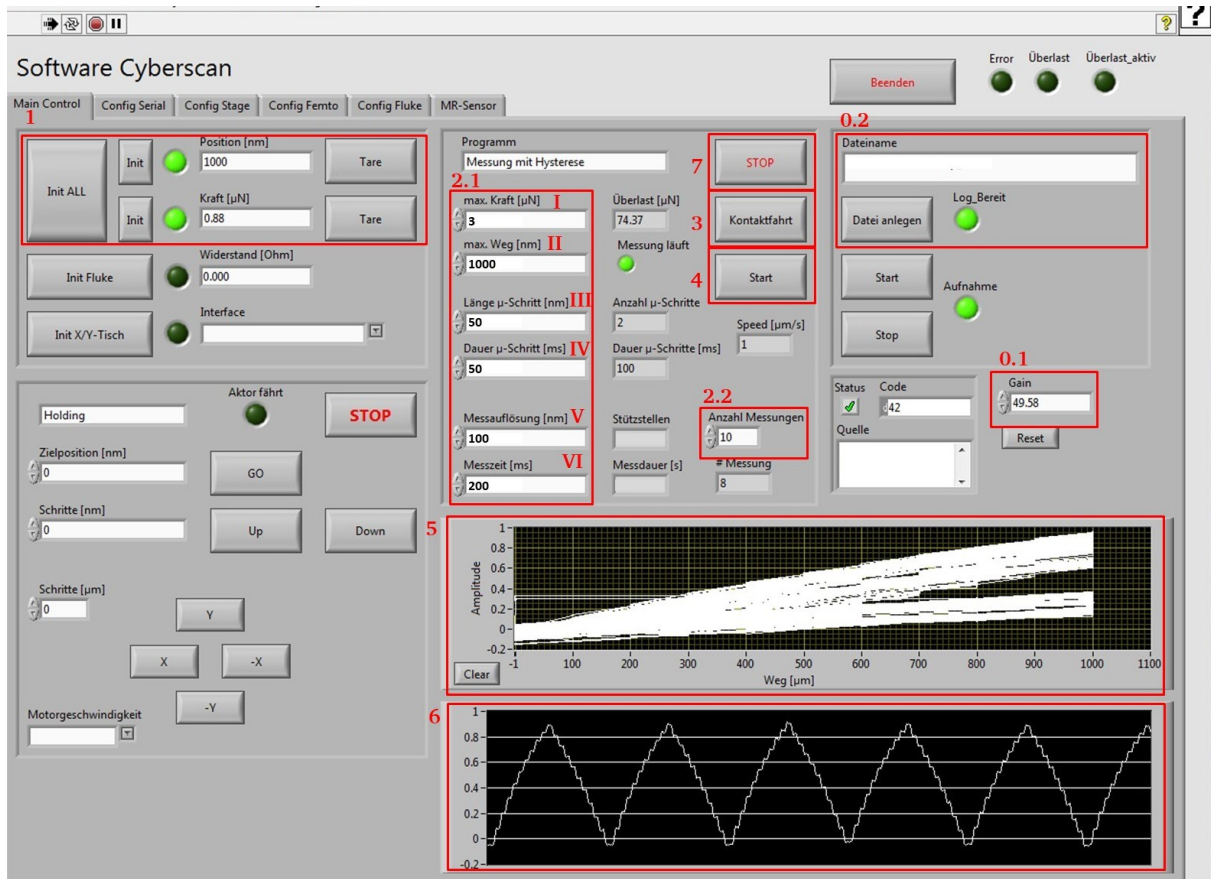 ?
?
Software Cyberscan
Beenden
Error
Überlast
Überlast_aktiv
Main Control
Config Serial
Config Stage
Config Femto
Config Fluke
MR-Sensor
1
Init ALL
Init
Position [nm]
1000
Tare
Init
Kraft [µN]
0.88
Tare
Init Fluke
Widerstand [Ohm]
0.000
Init X/Y-Tisch
Interface
Holding
Aktor fährt
STOP
Zielposition [nm]
0
GO
Schritte [nm]
0
Up
Down
Schritte [µm]
0
Y
X
-X
-Y
Motorgeschwindigkeit
Programm
Messung mit Hysterese
7
STOP
2.1
max. Kraft [µN]
I
3
Überlast [µN]
74.37
3
Kontaktfahrt
max. Weg [nm]
II
1000
Messung läuft
4
Start
Länge µ-Schritt [nm]
III
50
Anzahl µ-Schritte
2
Speed [µm/s]
1
Dauer µ-Schritt [ms]
IV
50
Dauer µ-Schritte [ms]
100
2.2
Messauflösung [nm]
V
100
Stützstellen
Anzahl Messungen
10
Messzeit [ms]
VI
200
Messdauer [s]
# Messung
8
0.2
Dateiname
Datei anlegen
Log_Bereit
Start
Aufnahme
Stop
0.1
Status
Code
42
Quelle
Gain
49.58
Reset
5
1
0.8
0.6
0.4
0.2
0
-0.2
Amplitude
-1
100
200
300
400
500
600
700
800
900
1000
1100
Weg [µm]
Clear
6
1
0.8
0.6
0.4
0.2
0
-0.2